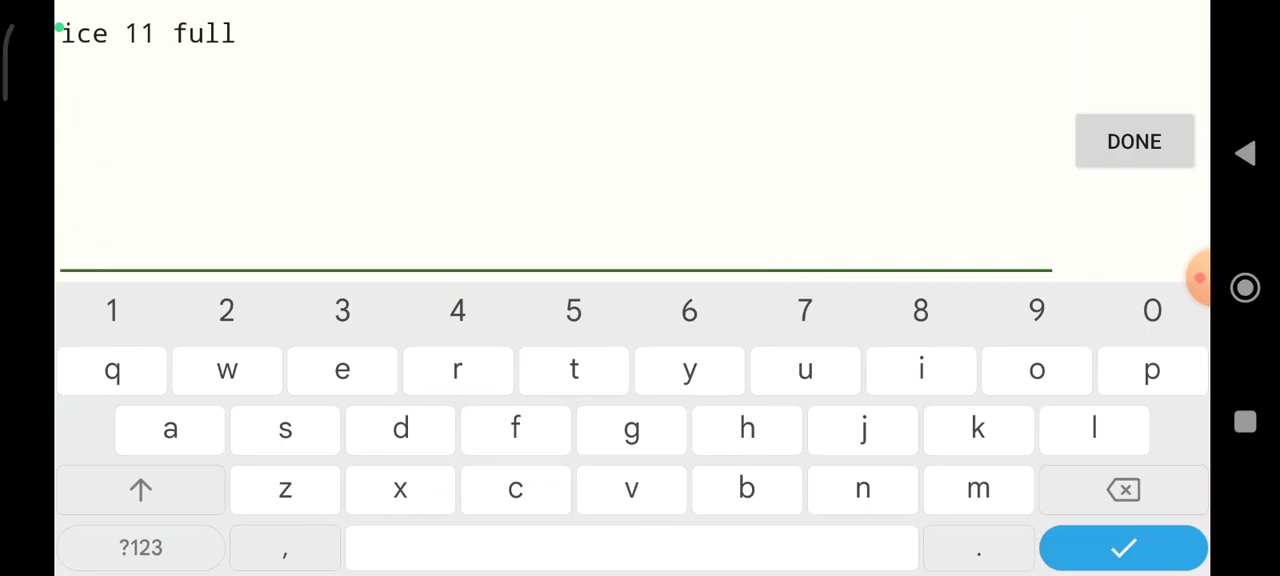 ice 11 full
DONE
1 2 3 4 5 6 7 8 9 0
q w e r t y u i o p
a s d f g h j k l
z x c v b n m
?123 , .